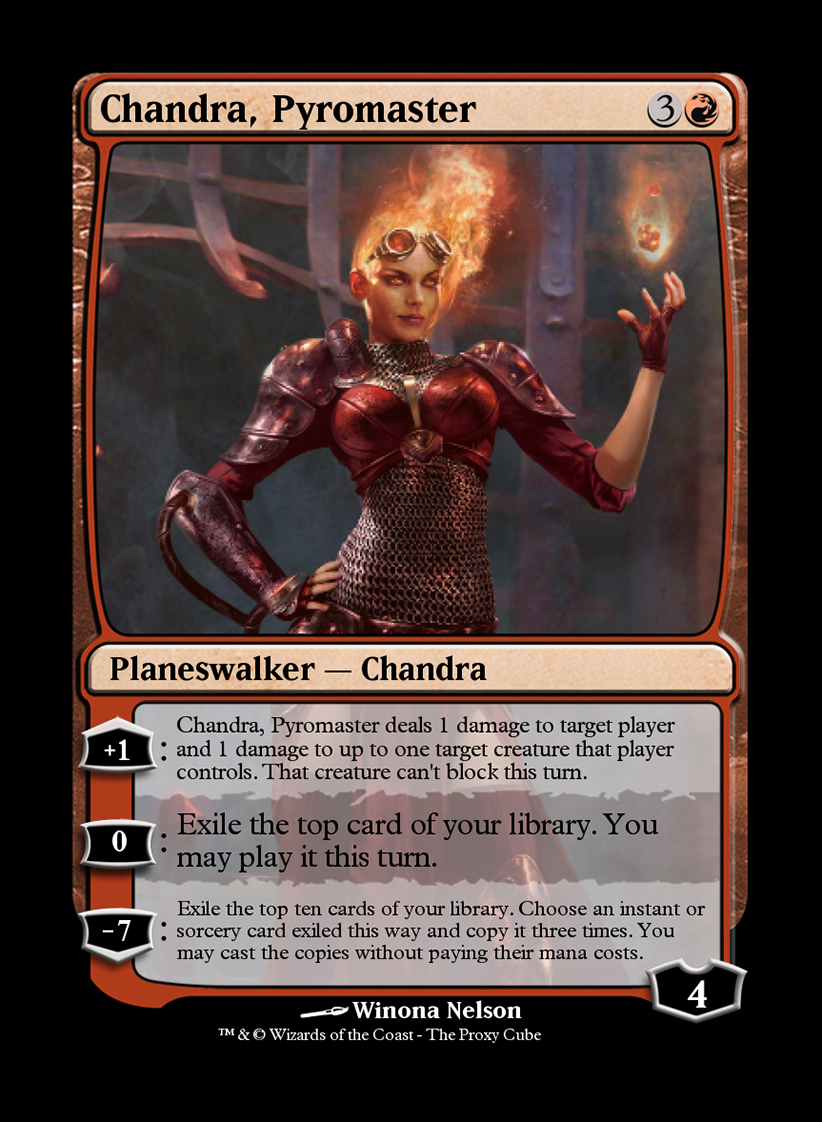 Chandra, Pyromaster 3
Planeswalker — Chandra
+1 : Chandra, Pyromaster deals 1 damage to target player
and 1 damage to up to one target creature that player
controls. That creature can't block this turn.
0 : Exile the top card of your library. You
may play it this turn.
-7 : Exile the top ten cards of your library. Choose an instant or
sorcery card exiled this way and copy it three times. You
may cast the copies without paying their mana costs.
4
Winona Nelson
™ & © Wizards of the Coast - The Proxy Cube